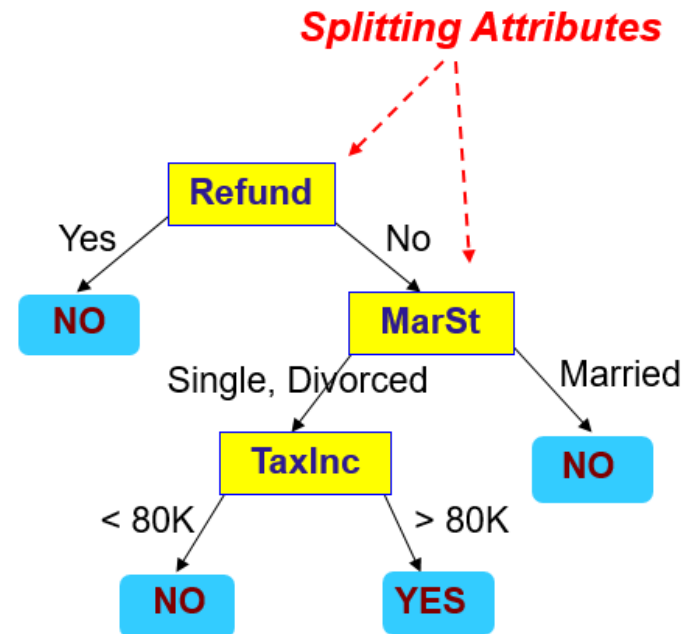 Splitting Attributes
Refund
Yes
No
NO
MarSt
Single, Divorced
Married
TaxInc
NO
< 80K
> 80K
NO
YES